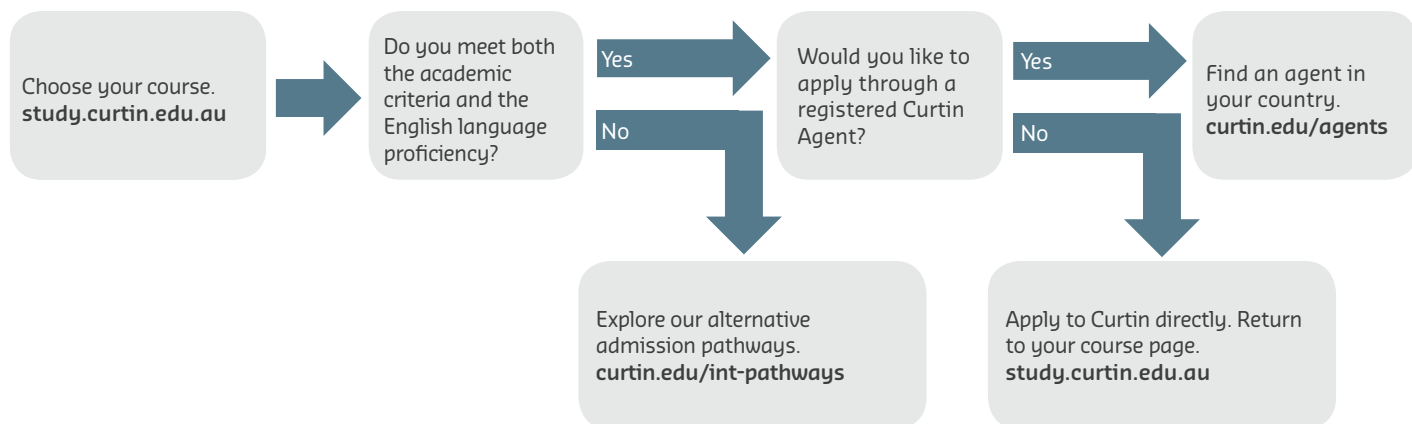 Choose your course.
study.curtin.edu.au
Do you meet both
the academic
criteria and the
English language
proficiency?
Yes
No
Would you like to
apply through a
registered Curtin
Agent?
Yes
No
Find an agent in
your country.
curtin.edu/agents
Explore our alternative
admission pathways.
curtin.edu/int-pathways
Apply to Curtin directly. Return
to your course page.
study.curtin.edu.au